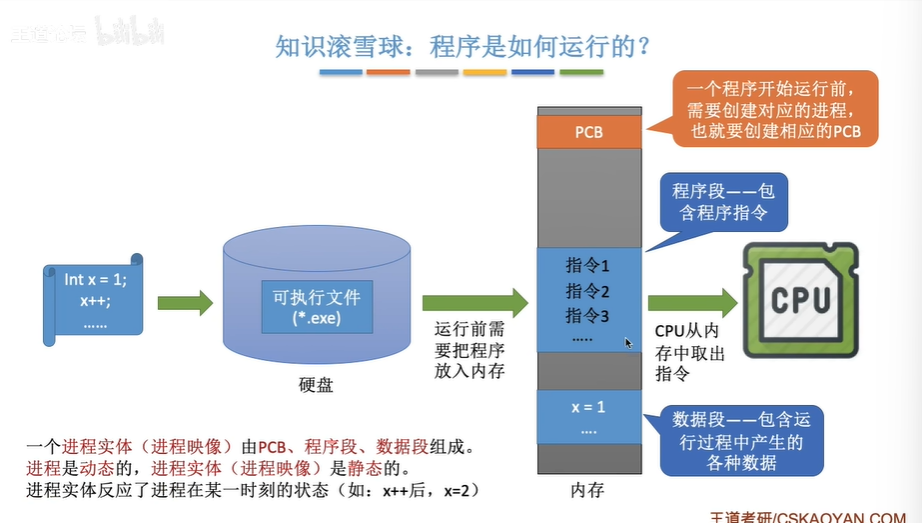 王道论坛 bilibili
知识滚雪球：程序是如何运行的？
一个程序开始运行前，
需要创建对应的进程，
也就要创建相应的PCB
PCB
程序段——包
含程序指令
Int x = 1;
x++;
……
可执行文件
(*.exe)
硬盘
运行前需
要把程序
放入内存
指令1
指令2
指令3
…..
CPU从内
存中取出
指令
CPU
x = 1
….
数据段——包含运
行过程中产生的
各种数据
内存
一个进程实体（进程映像）由PCB、程序段、数据段组成。
进程是动态的，进程实体（进程映像）是静态的。
进程实体反应了进程在某一时刻的状态（如：x++后，x=2）
王道考研/CSKAOYAN.COM